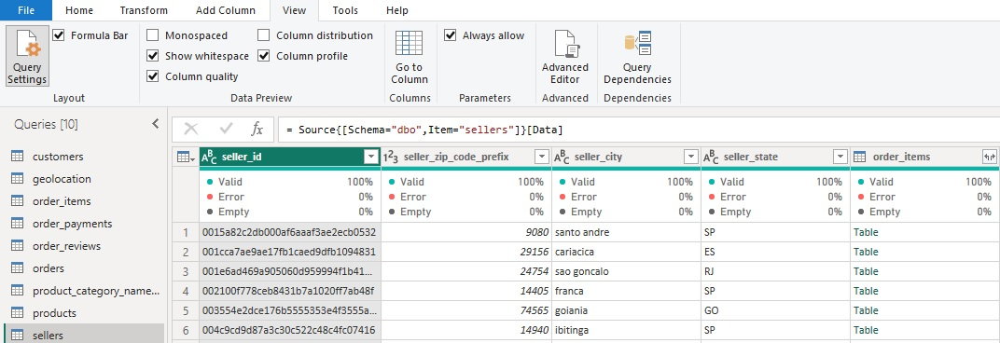 File Home Transform Add Column View Tools Help
Query Settings
Formula Bar
Layout
Monospaced Column distribution
Show whitespace Column profile
Column quality
Data Preview
Go to Column
Columns
Always allow
Parameters
Advanced Editor
Advanced
Query Dependencies
Dependencies
Queries [10]
customers
geolocation
order_items
order_payments
order_reviews
orders
product_category_name...
products
sellers
fx = Source{[Schema="dbo",Item="sellers"]}[Data]
ABC seller_id 123 seller_zip_code_prefix ABC seller_city ABC seller_state order_items
Valid 100% Valid 100% Valid 100% Valid 100% Valid 100%
Error 0% Error 0% Error 0% Error 0% Error 0%
Empty 0% Empty 0% Empty 0% Empty 0% Empty 0%
1 0015a82c2db000af6aaaf3ae2ecb0532 9080 santo andre SP Table
2 001cca7ae9ae17fb1caed9dfb1094831 29156 cariacica ES Table
3 001e6ad469a905060d959994f1b41... 24754 sao goncalo RJ Table
4 002100f778ceb8431b7a1020ff7ab48f 14405 franca SP Table
5 003554e2dce176b5555353e4f3555a... 74565 goiania GO Table
6 004c9cd9d87a3c30c522c48c4fc07416 14940 ibitinga SP Table